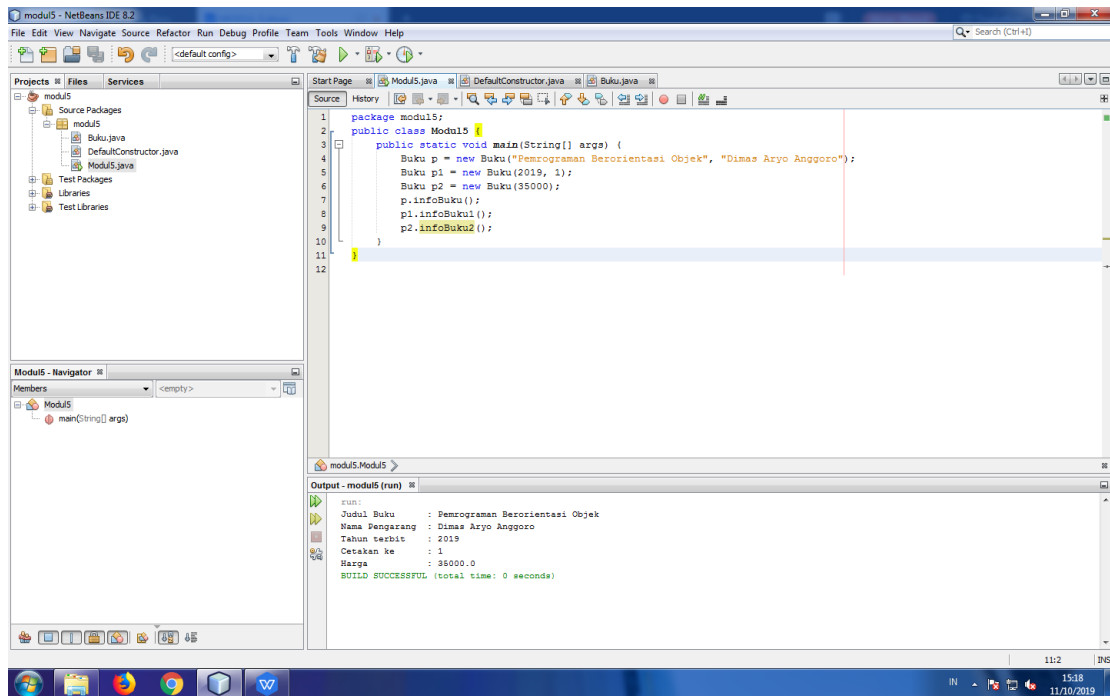 modul5 - NetBeans IDE 8.2
File Edit View Navigate Source Refactor Run Debug Profile Team Tools Window Help
Search (Ctrl+I)
<default config>
Projects Files Services
Start Page Modul5.java DefaultConstructor.java Buku.java
Source History
modul5
Source Packages
modul5
Buku.java
DefaultConstructor.java
Modul5.java
Test Packages
Libraries
Test Libraries
1 package modul5;
2 public class Modul5 {
3 public static void main(String[] args) {
4 Buku p = new Buku("Pemrograman Berorientasi Objek", "Dimas Aryo Anggoro");
5 Buku p1 = new Buku(2019, 1);
6 Buku p2 = new Buku(35000);
7 p.infoBuku();
8 p1.infoBuku1();
9 p2.infoBuku2();
10 }
11 }
12
Modul5 - Navigator
Members <empty>
Modul5
main(String[] args)
modul5.Modul5
Output - modul5 (run)
run:
Judul Buku : Pemrograman Berorientasi Objek
Nama Pengarang : Dimas Aryo Anggoro
Tahun terbit : 2019
Cetakan ke : 1
Harga : 35000.0
BUILD SUCCESSFUL (total time: 0 seconds)
11:2 INS
IN 15:18
11/10/2019